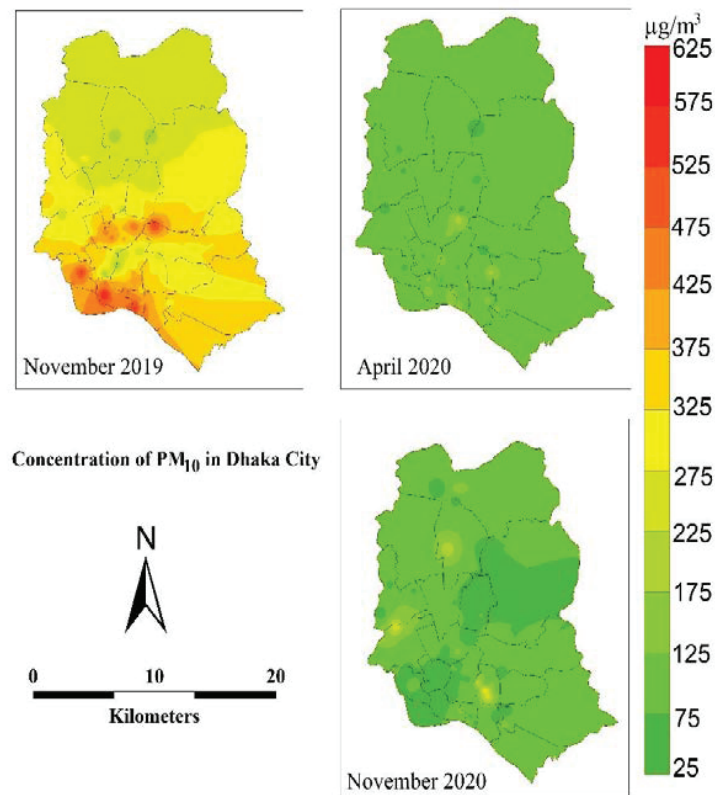 µg/m³
625
575
525
475
425
375
325
275
225
175
125
75
25
November 2019
April 2020
Concentration of PM₁₀ in Dhaka City
N
0 10 20
Kilometers
November 2020